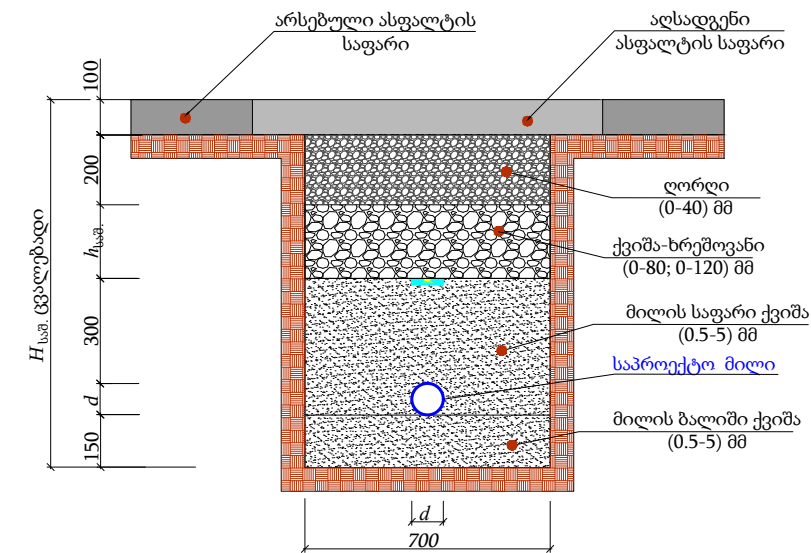 არსებული ასფალტის
საფარი
აღსადგენი
ასფალტის საფარი
100
200
hსაშ.
300
d
150
Hსაშ. ცვალებადი
ღორღი
(0-40) მმ
ქვიშა-ხრეშოვანი
(0-80; 0-120) მმ
მილის საფარი ქვიშა
(0.5-5) მმ
საპროექტო მილი
მილის ბალიში ქვიშა
(0.5-5) მმ
d
700